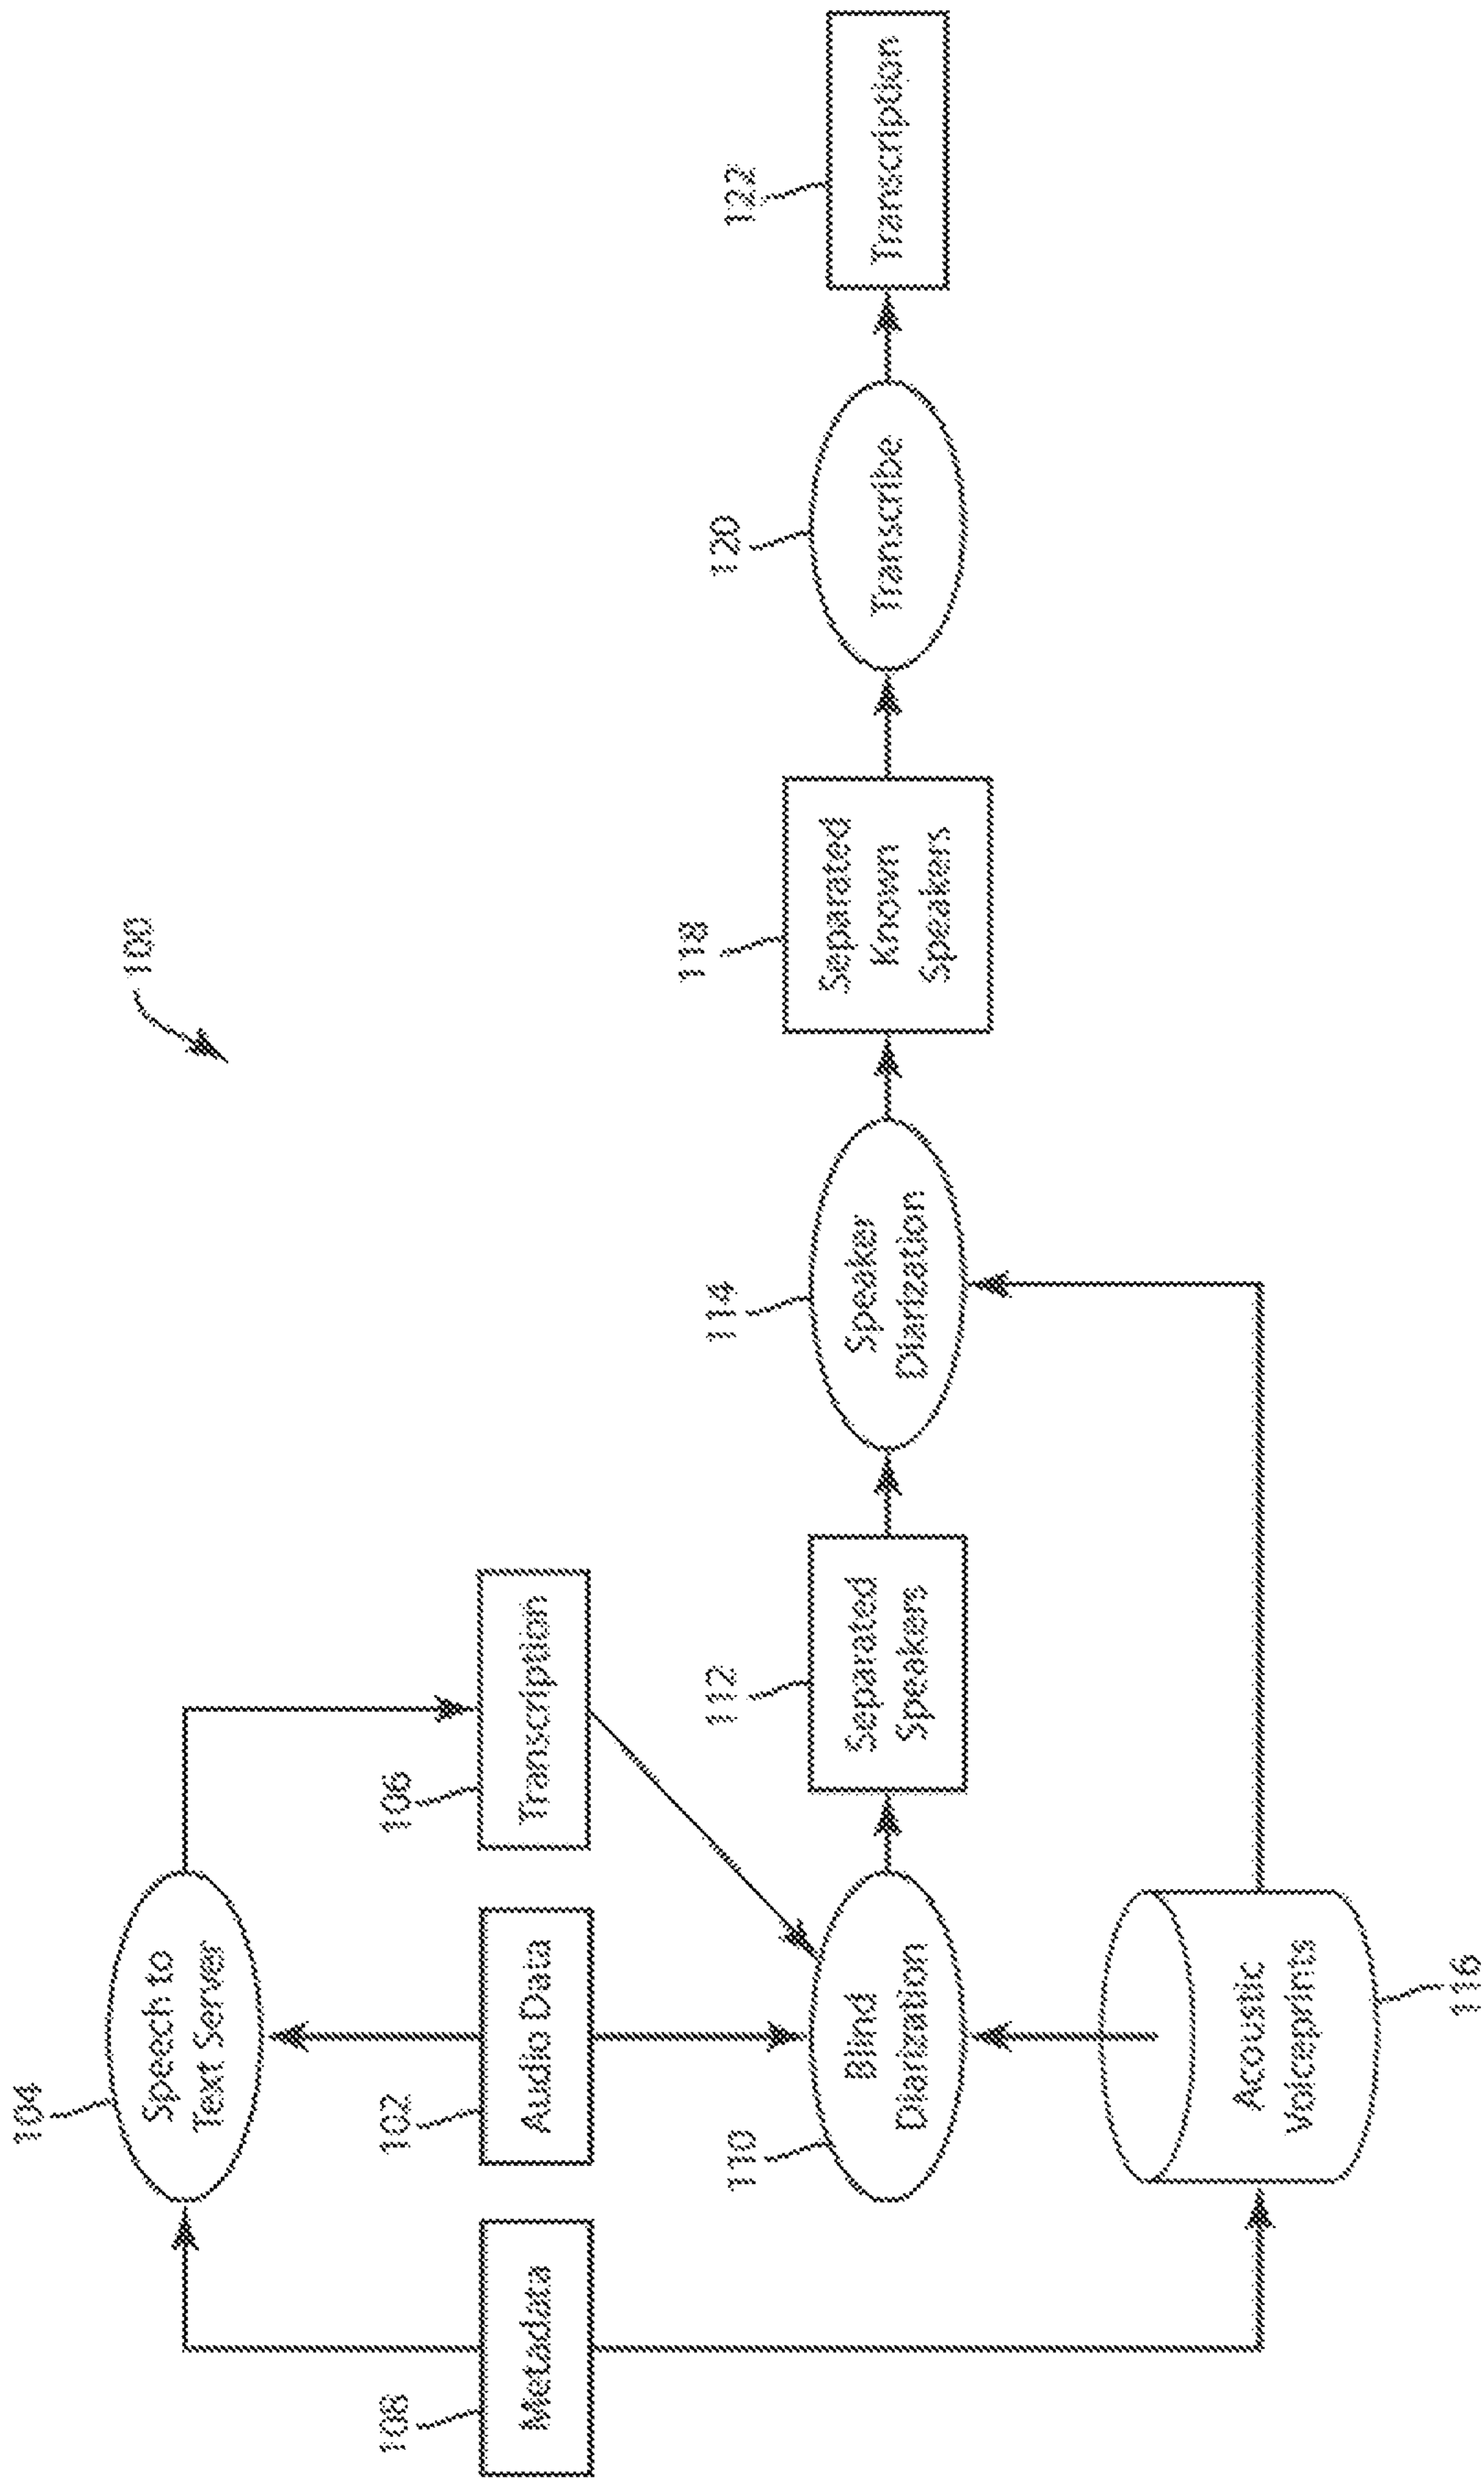 100
104
Speech to
Text Server
108
Metadata
102
Audio Data
106
Transcription
110
Blind
Diarization
112
Separated
Speakers
114
Speaker
Diarization
118
Separated
Known
Speakers
120
Transcribe
122
Transcription
Acoustic
Voiceprints
116